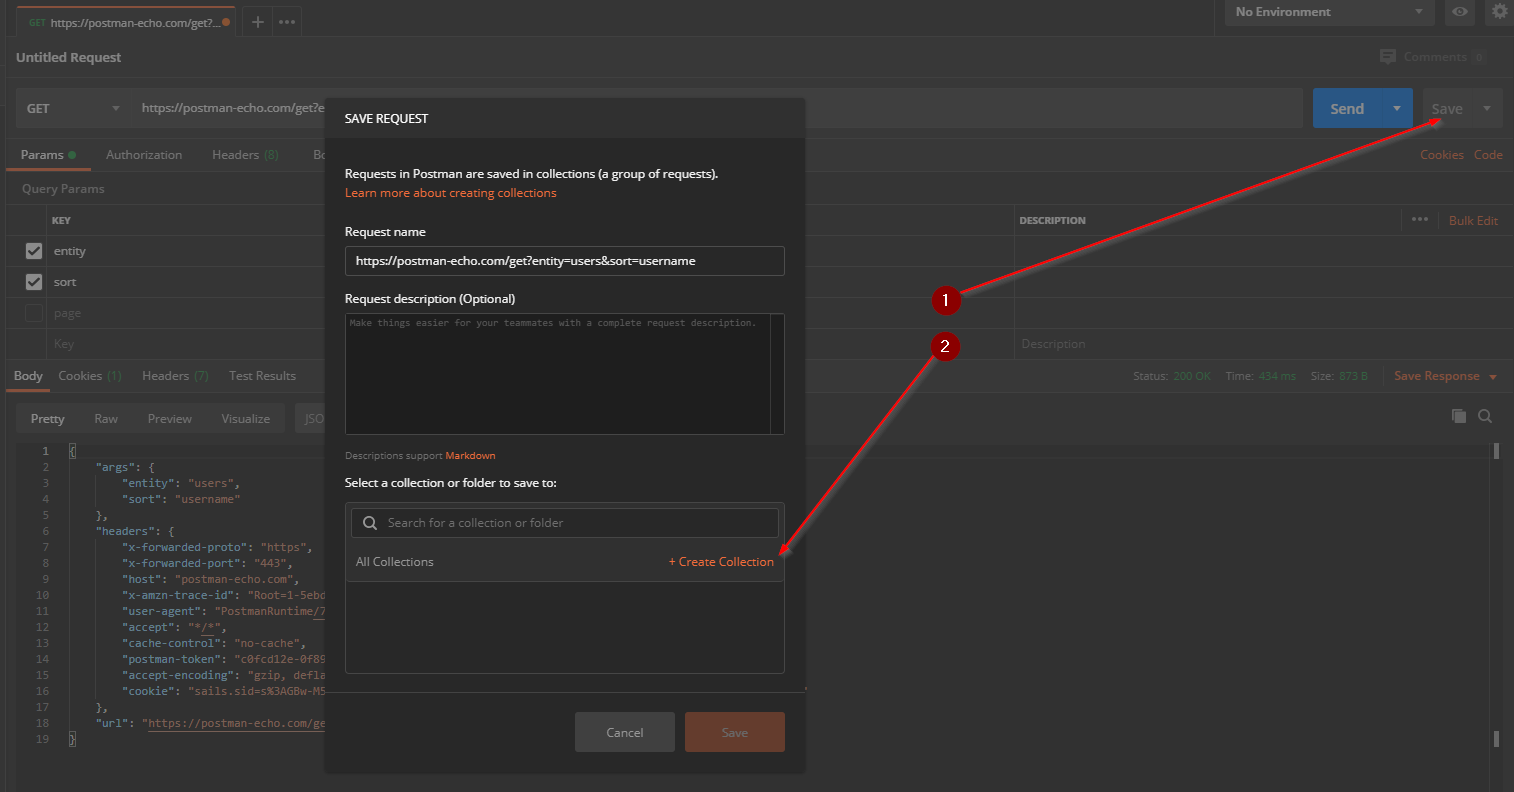 GET https://postman-echo.com/get?... + ••• No Environment
Untitled Request Comments 0
GET https://postman-echo.com/get?e Send Save
SAVE REQUEST
Params Authorization Headers (8) Bo Cookies Code
Requests in Postman are saved in collections (a group of requests).
Learn more about creating collections
Query Params
KEY DESCRIPTION ••• Bulk Edit
Request name
entity
https://postman-echo.com/get?entity=users&sort=username
sort
Request description (Optional)
1
page
Make things easier for your teammates with a complete request description.
Key Description
2
Body Cookies (1) Headers (7) Test Results Status: 200 OK Time: 434 ms Size: 873 B Save Response
Pretty Raw Preview Visualize JSO
Descriptions support Markdown
Select a collection or folder to save to:
Search for a collection or folder
All Collections + Create Collection
Cancel Save
1 {
2 "args": {
3 "entity": "users",
4 "sort": "username"
5 },
6 "headers": {
7 "x-forwarded-proto": "https",
8 "x-forwarded-port": "443",
9 "host": "postman-echo.com",
10 "x-amzn-trace-id": "Root=1-5ebd
11 "user-agent": "PostmanRuntime/7
12 "accept": "*/*",
13 "cache-control": "no-cache",
14 "postman-token": "c0fcd12e-0f89
15 "accept-encoding": "gzip, defla
16 "cookie": "sails.sid=s%3AGBw-M5
17 },
18 "url": "https://postman-echo.com/ge
19 }